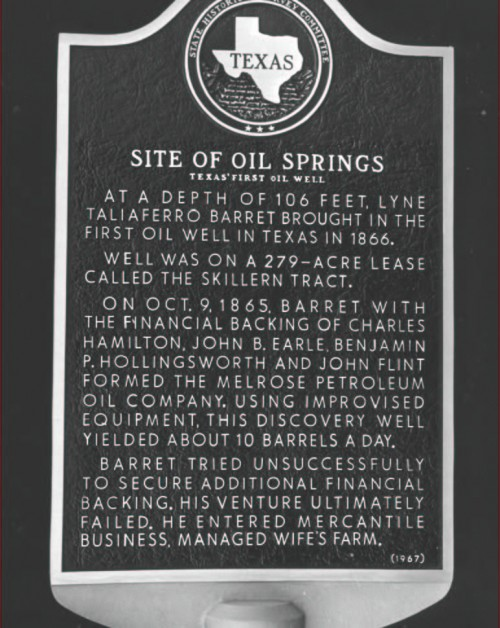 STATE HISTORICAL SURVEY COMMITTEE
TEXAS
SITE OF OIL SPRINGS
TEXAS' FIRST OIL WELL
AT A DEPTH OF 106 FEET, LYNE
TALIAFERRO BARRET BROUGHT IN THE
FIRST OIL WELL IN TEXAS IN 1866.
WELL WAS ON A 279-ACRE LEASE
CALLED THE SKILLERN TRACT.
ON OCT. 9, 1865, BARRET WITH
THE FINANCIAL BACKING OF CHARLES
HAMILTON, JOHN B. EARLE, BENJAMIN
P. HOLLINGSWORTH AND JOHN FLINT
FORMED THE MELROSE PETROLEUM
OIL COMPANY. USING IMPROVISED
EQUIPMENT, THIS DISCOVERY WELL
YIELDED ABOUT 10 BARRELS A DAY.
BARRET TRIED UNSUCCESSFULLY
TO SECURE ADDITIONAL FINANCIAL
BACKING. HIS VENTURE ULTIMATELY
FAILED. HE ENTERED MERCANTILE
BUSINESS, MANAGED WIFE'S FARM.
(1967)